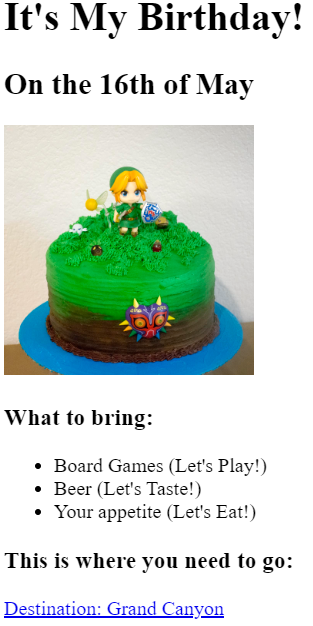 It's My Birthday!
On the 16th of May
What to bring:
Board Games (Let's Play!)
Beer (Let's Taste!)
Your appetite (Let's Eat!)
This is where you need to go:
Destination: Grand Canyon